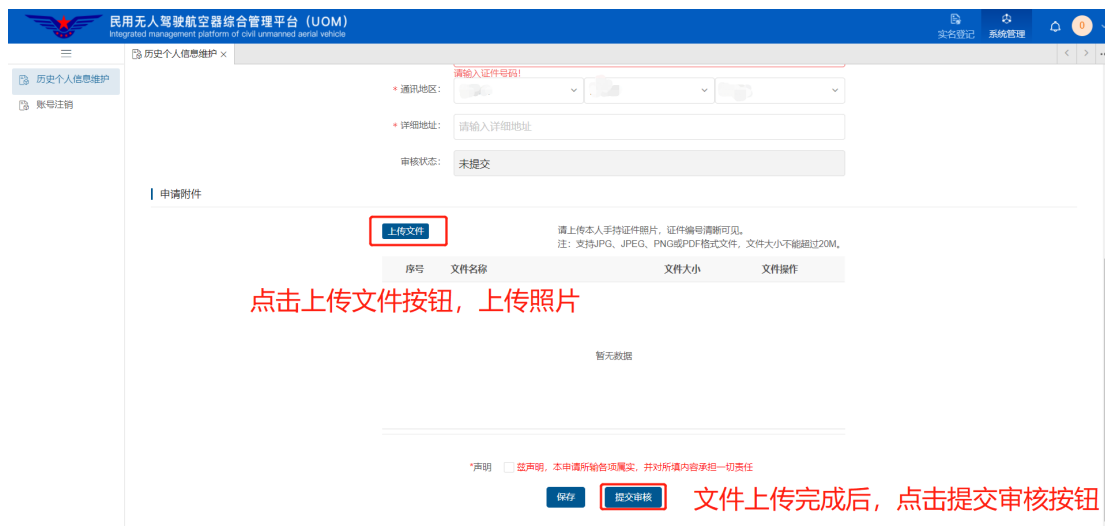 民用无人驾驶航空器综合管理平台（UOM）
Integrated management platform of civil unmanned aerial vehicle
实名登记
系统管理
0
历史个人信息维护 ×
历史个人信息维护
账号注销
请输入证件号码!
* 通讯地区:
* 详细地址: 请输入详细地址
审核状态: 未提交
申请附件
上传文件
请上传本人手持证件照片，证件编号清晰可见。
注：支持JPG、JPEG、PNG或PDF格式文件，文件大小不能超过20M。
序号 文件名称 文件大小 文件操作
点击上传文件按钮，上传照片
暂无数据
*声明 兹声明，本申请所输各项属实，并对所填内容承担一切责任
保存 提交审核 文件上传完成后，点击提交审核按钮